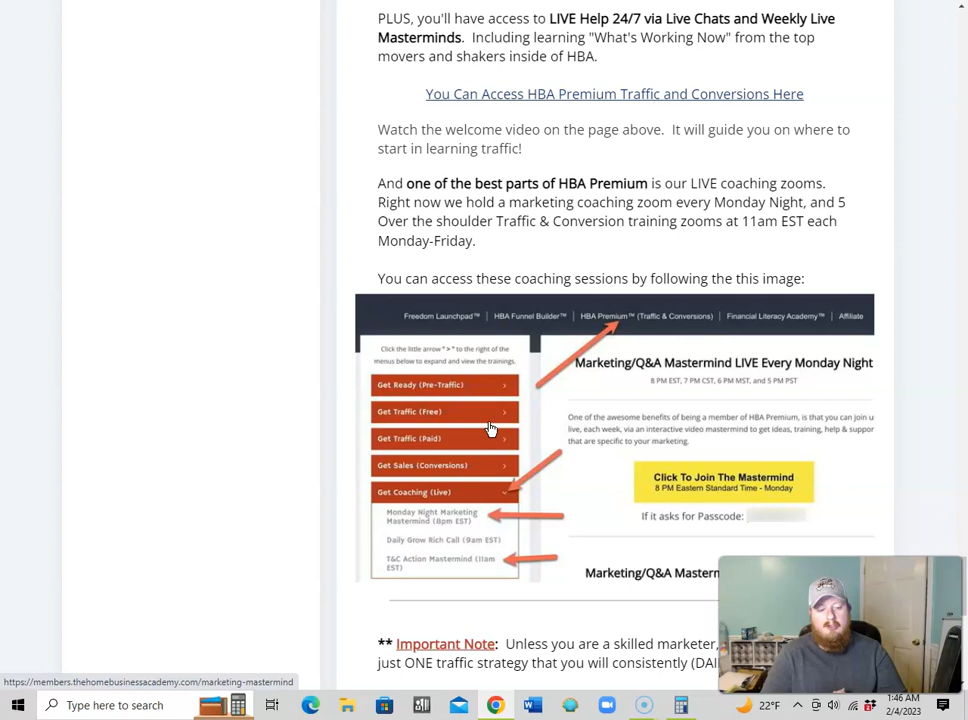 PLUS, you'll have access to LIVE Help 24/7 via Live Chats and Weekly Live
Masterminds. Including learning "What's Working Now" from the top
movers and shakers inside of HBA.
You Can Access HBA Premium Traffic and Conversions Here
Watch the welcome video on the page above. It will guide you on where to
start in learning traffic!
And one of the best parts of HBA Premium is our LIVE coaching zooms.
Right now we hold a marketing coaching zoom every Monday Night, and 5
Over the shoulder Traffic & Conversion training zooms at 11am EST each
Monday-Friday.
You can access these coaching sessions by following the this image:
Freedom Launchpad™ | HBA Funnel Builder™ | HBA Premium™ (Traffic & Conversions) | Financial Literacy Academy™ | Affiliate
Click the little arrow ">" to the right of the
menus below to expand and view the trainings.
Get Ready (Pre-Traffic)
Get Traffic (Free)
Get Traffic (Paid)
Get Sales (Conversions)
Get Coaching (Live)
Monday Night Marketing
Mastermind (8pm EST)
Daily Grow Rich Call (9am EST)
T&C Action Mastermind (11am
EST)
Marketing/Q&A Mastermind LIVE Every Monday Night
8 PM EST, 7 PM CST, 6 PM MST, and 5 PM PST
One of the awesome benefits of being a member of HBA Premium, is that you can join u
live, each week, via an interactive video mastermind to get ideas, training, help & suppor
that are specific to your marketing.
Click To Join The Mastermind
8 PM Eastern Standard Time - Monday
If it asks for Passcode:
Marketing/Q&A Masterm
** Important Note: Unless you are a skilled marketer,
just ONE traffic strategy that you will consistently (DAI
https://members.thehomebusinessacademy.com/marketing-mastermind
Type here to search
22°F
1:46 AM
2/4/2023